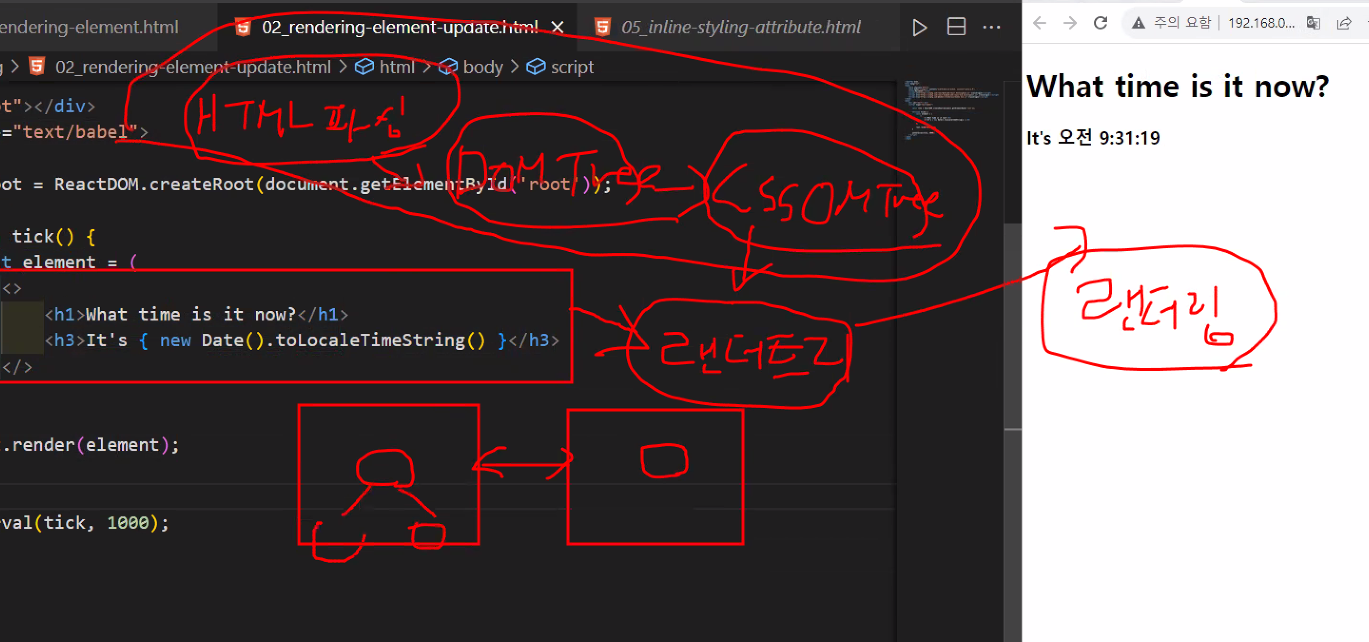 endering-element.html
02_rendering-element-update.html
05_inline-styling-attribute.html
주의 요함 | 192.168.0...
02_rendering-element-update.html > html > body > script
What time is it now?
It's 오전 9:31:19
HTML 파싱
DOM Tree
CSSOM Tree
랜더트리
랜더링
ot"></div>
="text/babel">
oot = ReactDOM.createRoot(document.getElementById('root'));
tick() {
t element = (
<>
<h1>What time is it now?</h1>
<h3>It's { new Date().toLocaleTimeString() }</h3>
</>
.render(element);
val(tick, 1000);